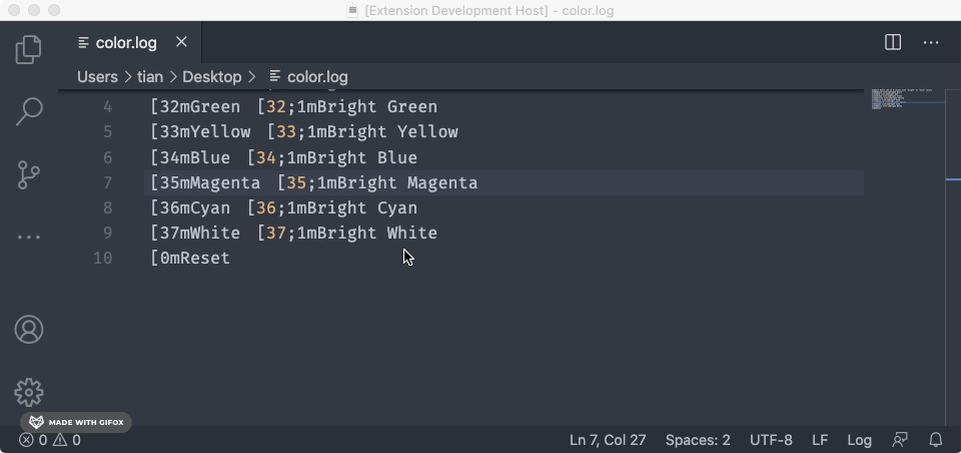 [Extension Development Host] - color.log
color.log
Users > tian > Desktop > color.log
4 [32mGreen [32;1mBright Green
5 [33mYellow [33;1mBright Yellow
6 [34mBlue [34;1mBright Blue
7 [35mMagenta [35;1mBright Magenta
8 [36mCyan [36;1mBright Cyan
9 [37mWhite [37;1mBright White
10 [0mReset
MADE WITH GIFOX
0 0 Ln 7, Col 27 Spaces: 2 UTF-8 LF Log